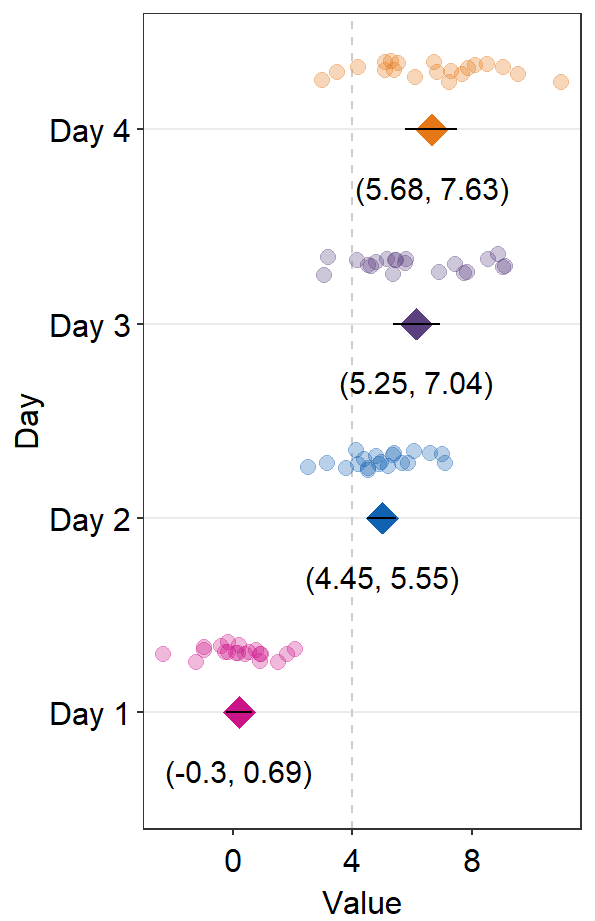 Day 4
(5.68, 7.63)
Day 3
(5.25, 7.04)
Day
Day 2
(4.45, 5.55)
Day 1
(-0.3, 0.69)
0 4 8
Value